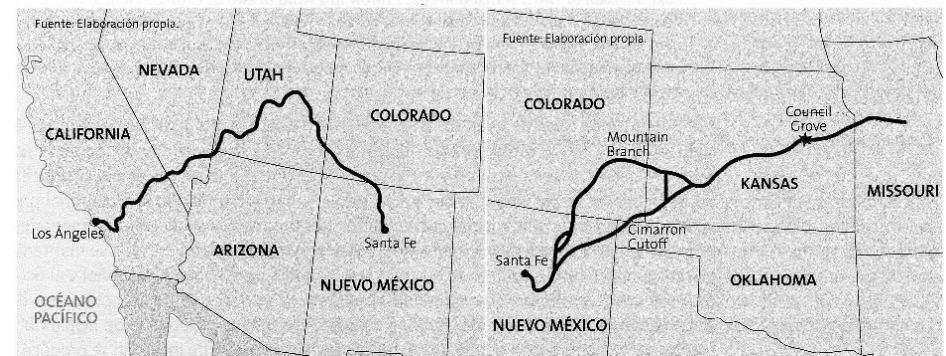 Fuente: Elaboración propia.
NEVADA
UTAH
COLORADO
CALIFORNIA
Los Ángeles
ARIZONA
Santa Fe
NUEVO MÉXICO
OCÉANO
PACÍFICO
Fuente: Elaboración propia.
COLORADO
Council
Grove
Mountain
Branch
KANSAS
MISSOURI
Cimarron
Cutoff
Santa Fe
OKLAHOMA
NUEVO MÉXICO